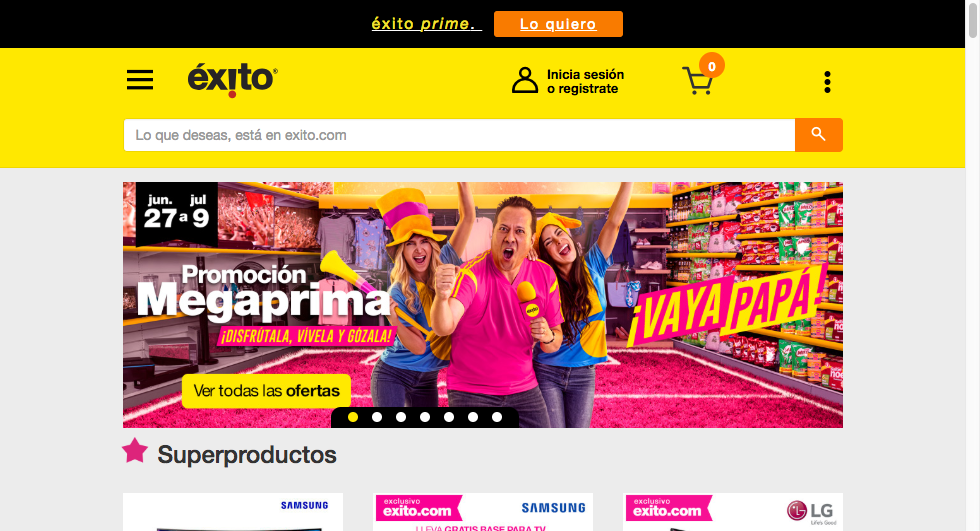 éxito prime.
Lo quiero
éxito
Inicia sesión
o registrate
0
Lo que deseas, está en exito.com
jun. jul
27 a 9
Promoción
Megaprima
¡DISFRÚTALA, VÍVELA Y GÓZALA!
¡VAYA PAPÁ!
Ver todas las ofertas
Superproductos
SAMSUNG
exclusivo
exito.com
SAMSUNG
LLEVA GRATIS BASE PARA TV
exclusivo
exito.com
LG
Life's Good